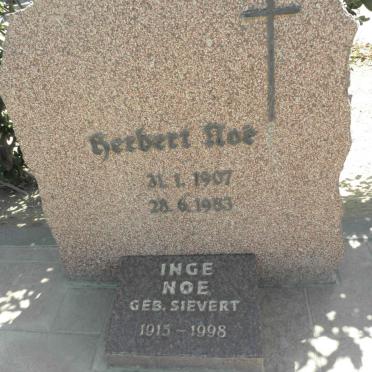 Herbert Noë
31. 1. 1907
28. 6. 1983
INGE
NOE
GEB. SIEVERT
1915 – 1998